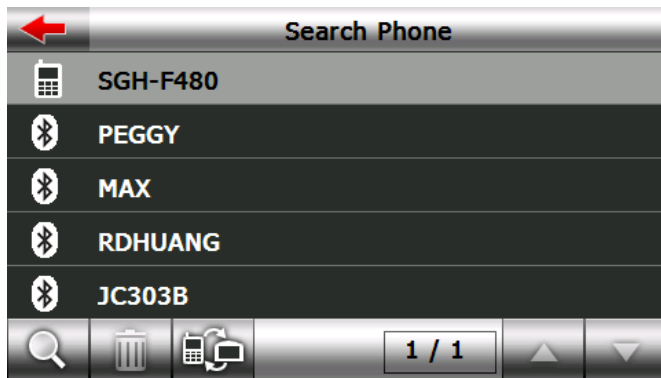 Search Phone
SGH-F480
PEGGY
MAX
RDHUANG
JC303B
1 / 1